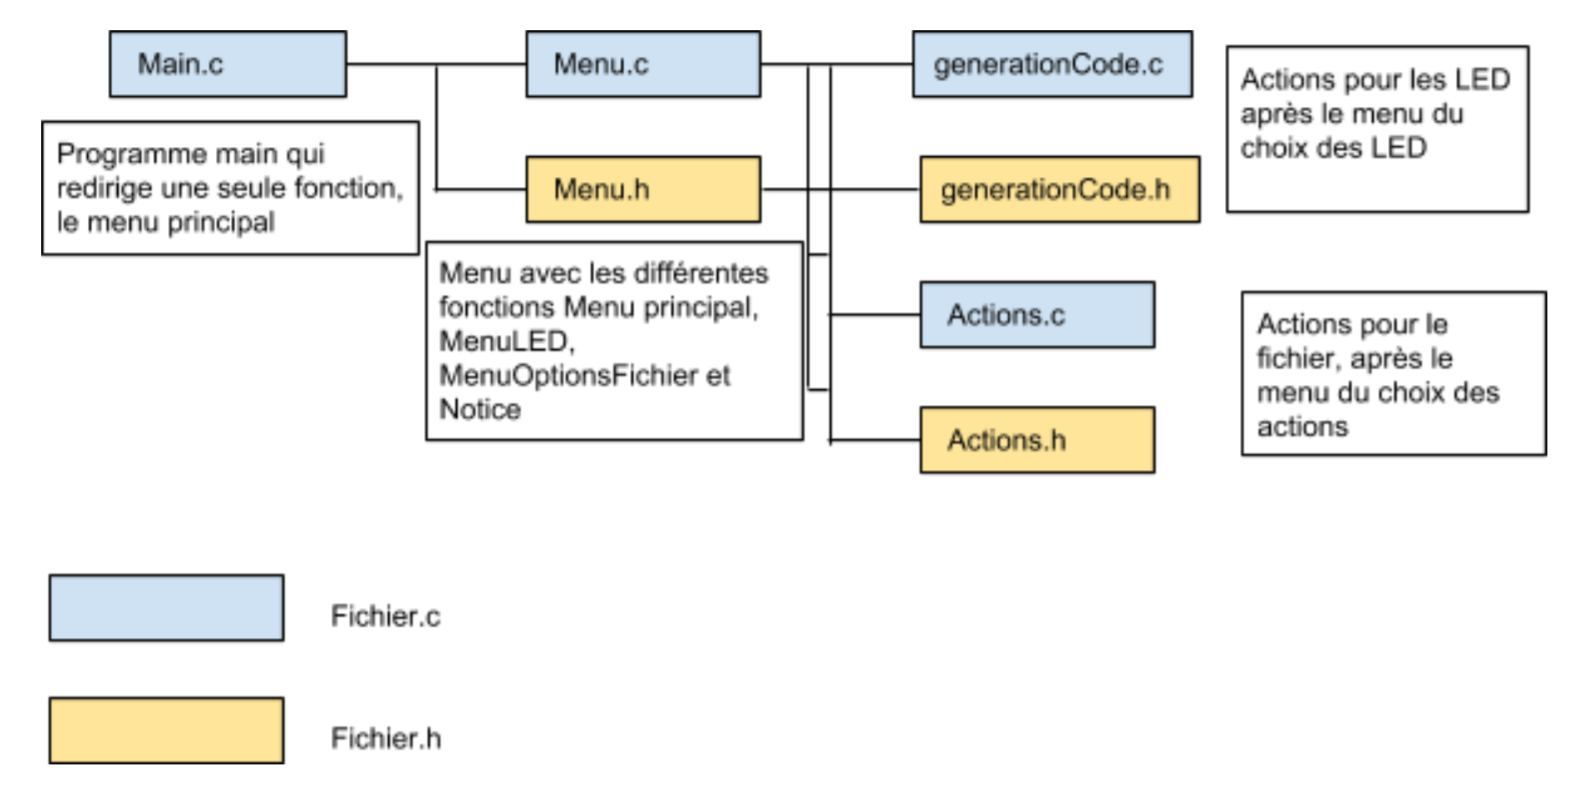 Main.c
Menu.c
generationCode.c
Actions pour les LED
après le menu du
choix des LED
Programme main qui
redirige une seule fonction,
le menu principal
Menu.h
generationCode.h
Menu avec les différentes
fonctions Menu principal,
MenuLED,
MenuOptionsFichier et
Notice
Actions.c
Actions pour le
fichier, après le
menu du choix des
actions
Actions.h
Fichier.c
Fichier.h